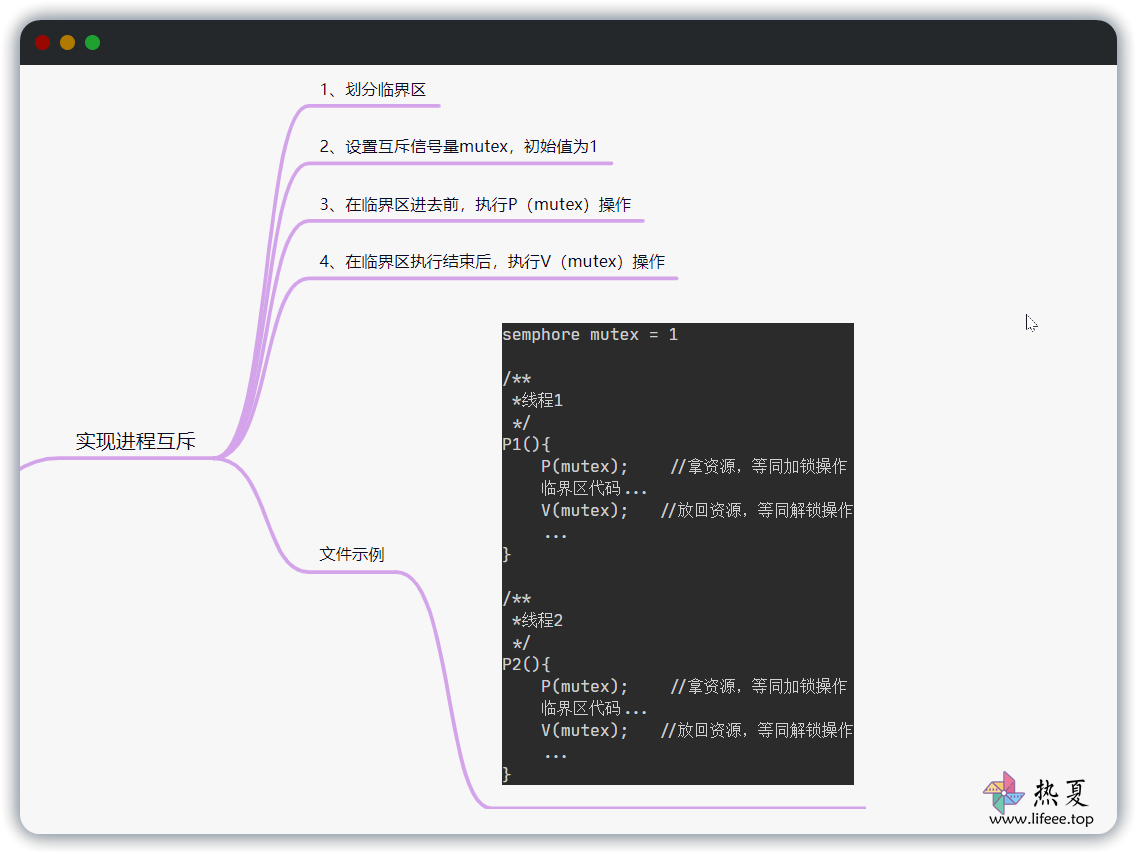 1、划分临界区
2、设置互斥信号量mutex，初始值为1
3、在临界区进去前，执行P（mutex）操作
4、在临界区执行结束后，执行V（mutex）操作
实现进程互斥
文件示例
semphore mutex = 1
/**
*线程1
*/
P1(){
P(mutex); //拿资源，等同加锁操作
临界区代码...
V(mutex); //放回资源，等同解锁操作
...
}
/**
*线程2
*/
P2(){
P(mutex); //拿资源，等同加锁操作
临界区代码...
V(mutex); //放回资源，等同解锁操作
...
}
热夏
www.lifeee.top